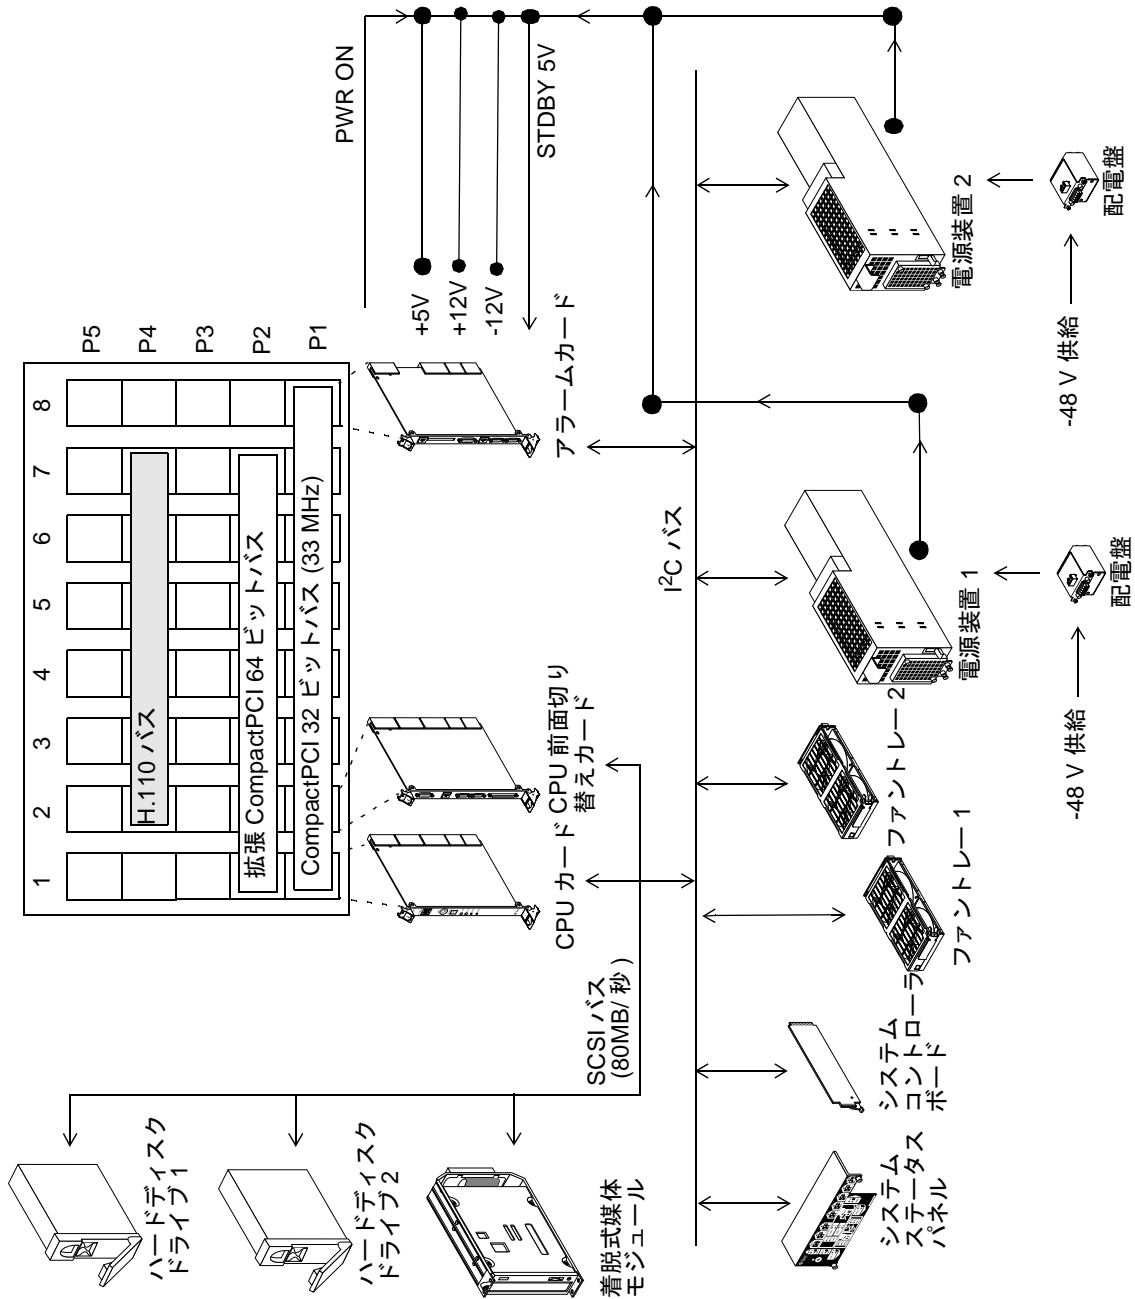 1 2 3 4 5 6 7 8
P5
P4
P3
P2
P1
H.110 バス
拡張 CompactPCI 64 ビットバス
CompactPCI 32 ビットバス (33 MHz)
PWR ON
+5V
+12V
-12V
STDBY 5V
ハードディスク
ドライブ 1
ハードディスク
ドライブ 2
着脱式媒体
モジュール
SCSI バス
(80MB/ 秒 )
CPU カード
CPU 前面切り
替えカード
アラームカード
I²C バス
システム
ステータス
パネル
システム
コントローラ
ボード
ファントレー 1
ファントレー 2
電源装置 1
電源装置 2
-48 V 供給
配電盤
-48 V 供給
配電盤